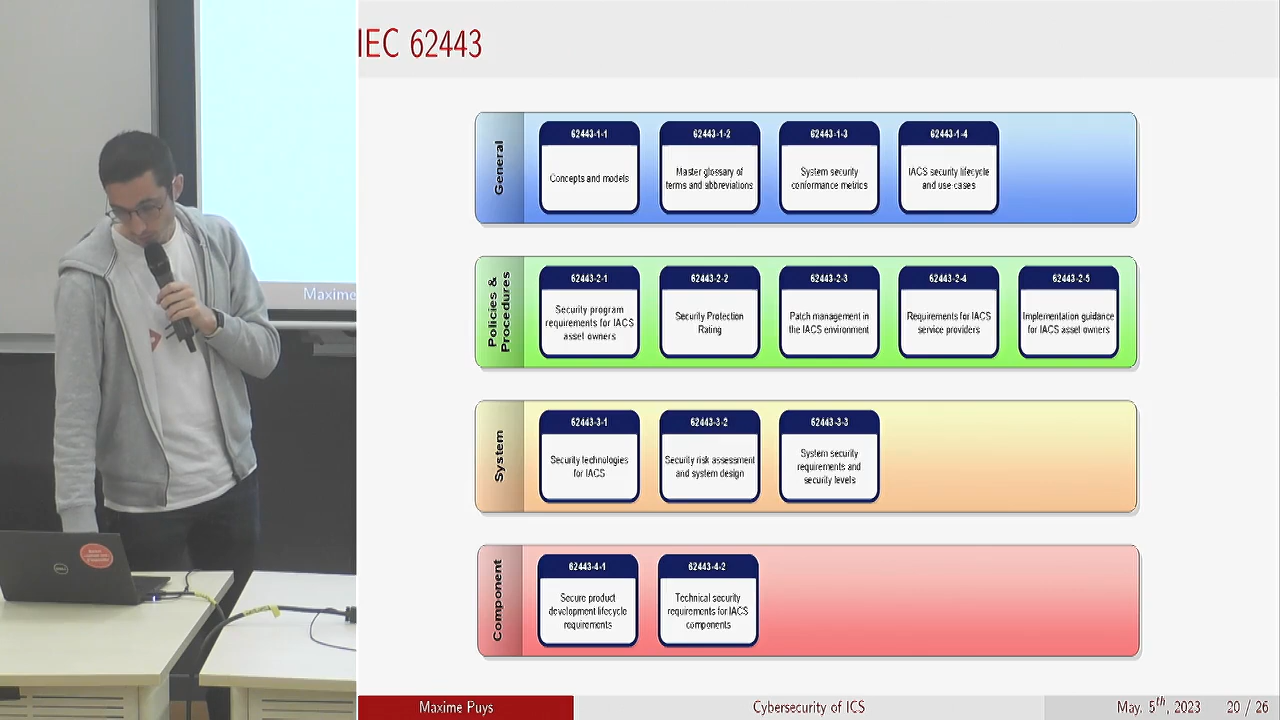 IEC 62443
General
62443-1-1
Concepts and models
62443-1-2
Master glossary of
terms and abbreviations
62443-1-3
System security
conformance metrics
62443-1-4
IACS security lifecycle
and use-cases
Policies &
Procedures
62443-2-1
Security program
requirements for IACS
asset owners
62443-2-2
Security Protection
Rating
62443-2-3
Patch management in
the IACS environment
62443-2-4
Requirements for IACS
service providers
62443-2-5
Implementation guidance
for IACS asset owners
System
62443-3-1
Security technologies
for IACS
62443-3-2
Security risk assessment
and system design
62443-3-3
System security
requirements and
security levels
Component
62443-4-1
Secure product
development lifecycle
requirements
62443-4-2
Technical security
requirements for IACS
components
Maxime Puys
Cybersecurity of ICS
May. 5th, 2023
20 / 26
Maxime
DELL